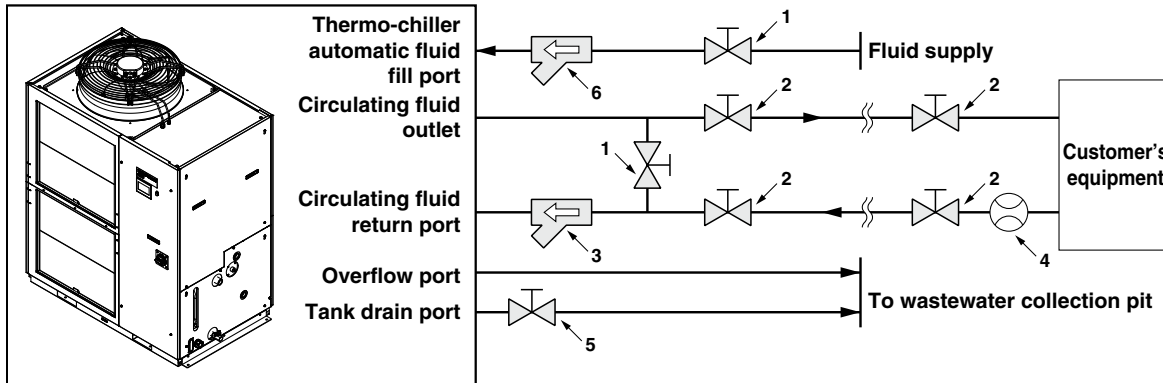 Thermo-chiller
automatic fluid
fill port
1
Fluid supply
6
Circulating fluid
outlet
2
2
1
Customer's
equipment
Circulating fluid
return port
2
2
3
4
Overflow port
Tank drain port
To wastewater collection pit
5